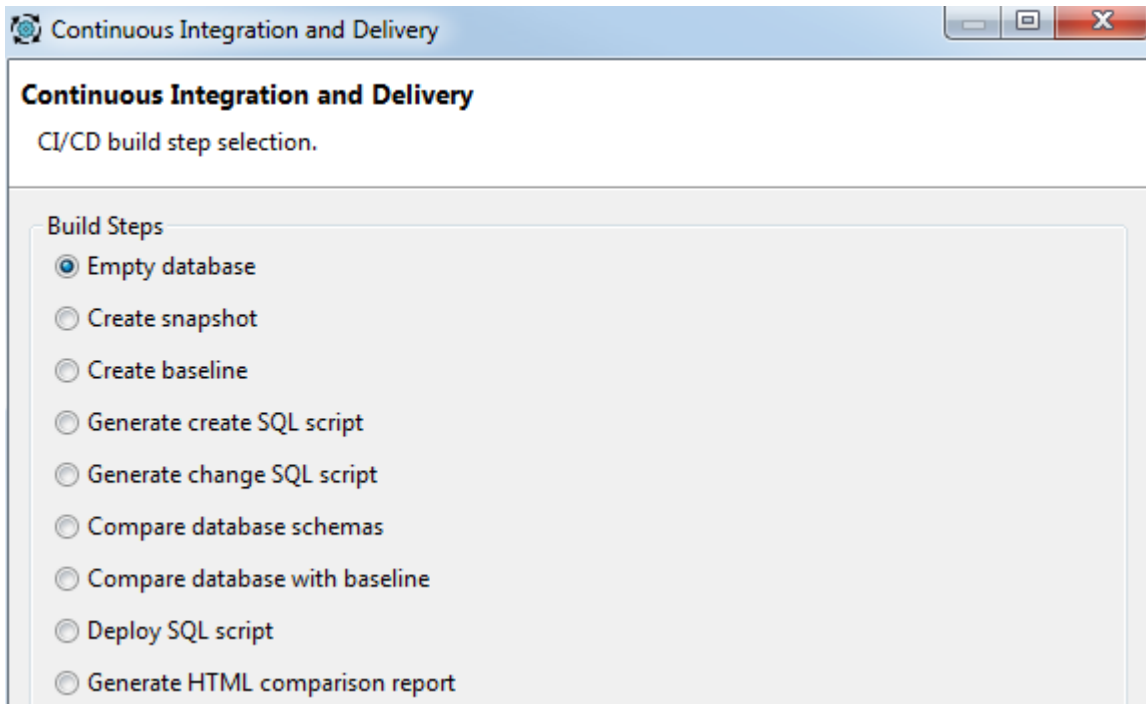 Continuous Integration and Delivery
Continuous Integration and Delivery
CI/CD build step selection.
Build Steps
Empty database
Create snapshot
Create baseline
Generate create SQL script
Generate change SQL script
Compare database schemas
Compare database with baseline
Deploy SQL script
Generate HTML comparison report